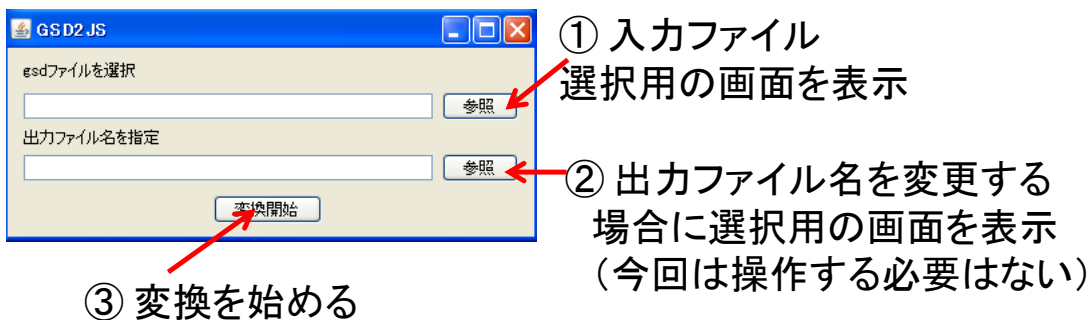 GSD2JS
gsdファイルを選択
参照
出力ファイル名を指定
参照
変換開始
① 入力ファイル
選択用の画面を表示
② 出力ファイル名を変更する
場合に選択用の画面を表示
（今回は操作する必要はない）
③ 変換を始める